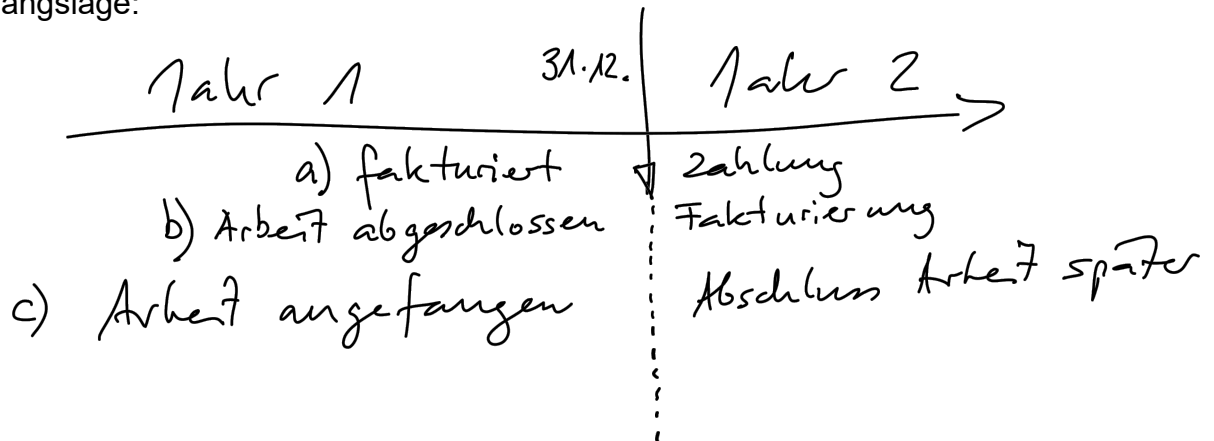 angslage:
Jahr 1 31.12. Jahr 2
a) fakturiert Zahlung
b) Arbeit abgeschlossen Fakturierung
c) Arbeit angefangen Abschluss Arbeit später